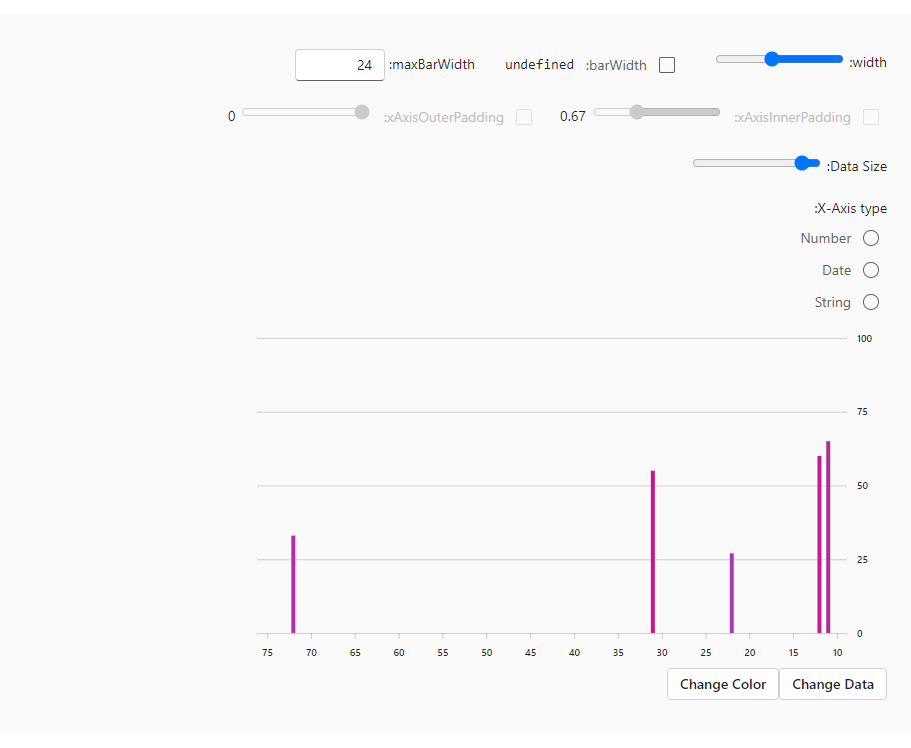 :width
:barWidth undefined
:maxBarWidth 24
:xAxisInnerPadding 0.67
:xAxisOuterPadding 0
:Data Size
:X-Axis type
Number
Date
String
100
75
50
25
0
75 70 65 60 55 50 45 40 35 30 25 20 15 10
Change Color Change Data